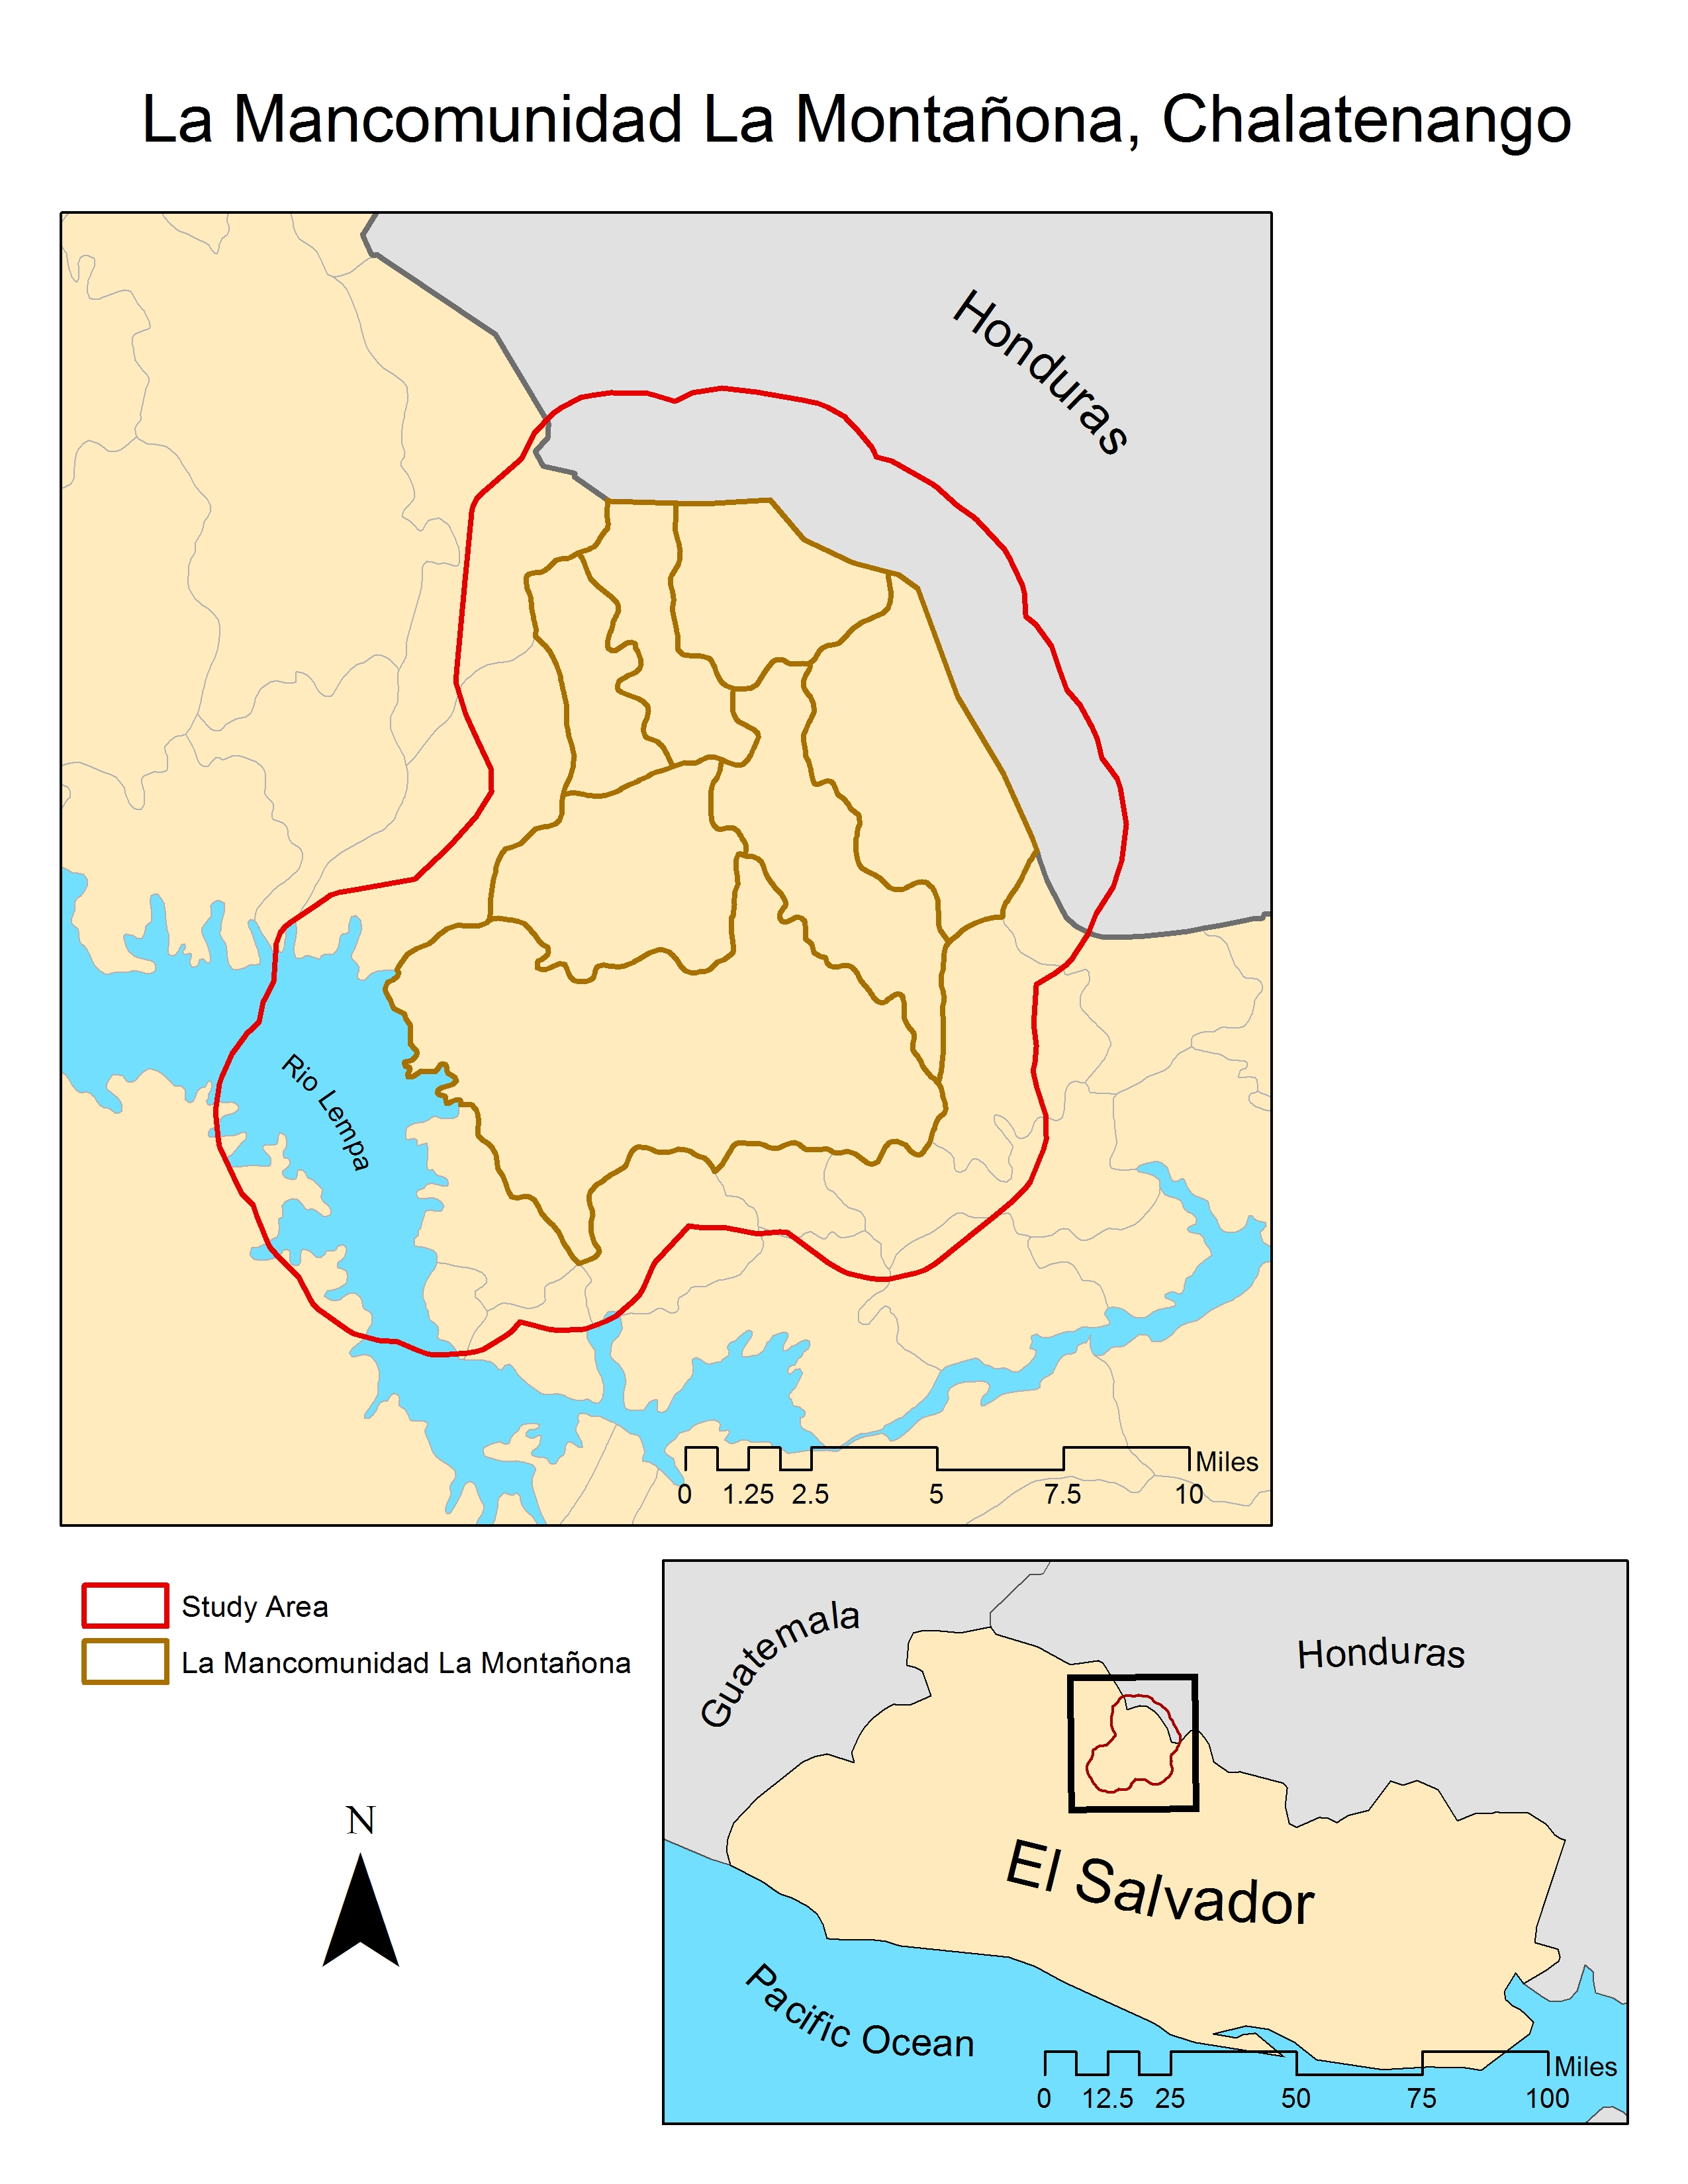 La Mancomunidad La Montañona, Chalatenango
Honduras
Rio Lempa
Miles
0 1.25 2.5 5 7.5 10
Study Area
La Mancomunidad La Montañona
N
Guatemala
Honduras
El Salvador
Pacific Ocean
Miles
0 12.5 25 50 75 100